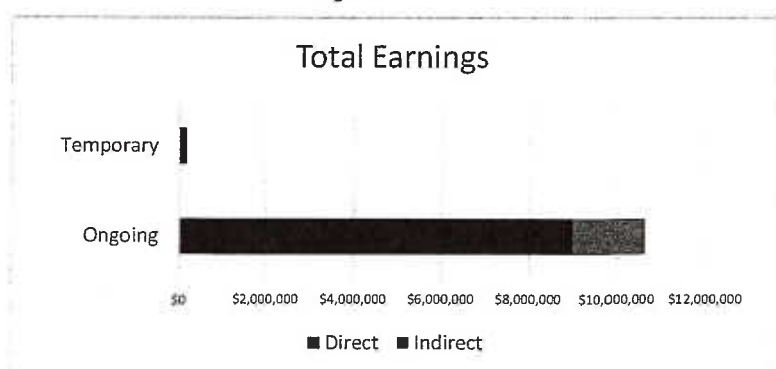 Total Earnings
Temporary
Ongoing
$0 $2,000,000 $4,000,000 $6,000,000 $8,000,000 $10,000,000 $12,000,000
Direct Indirect